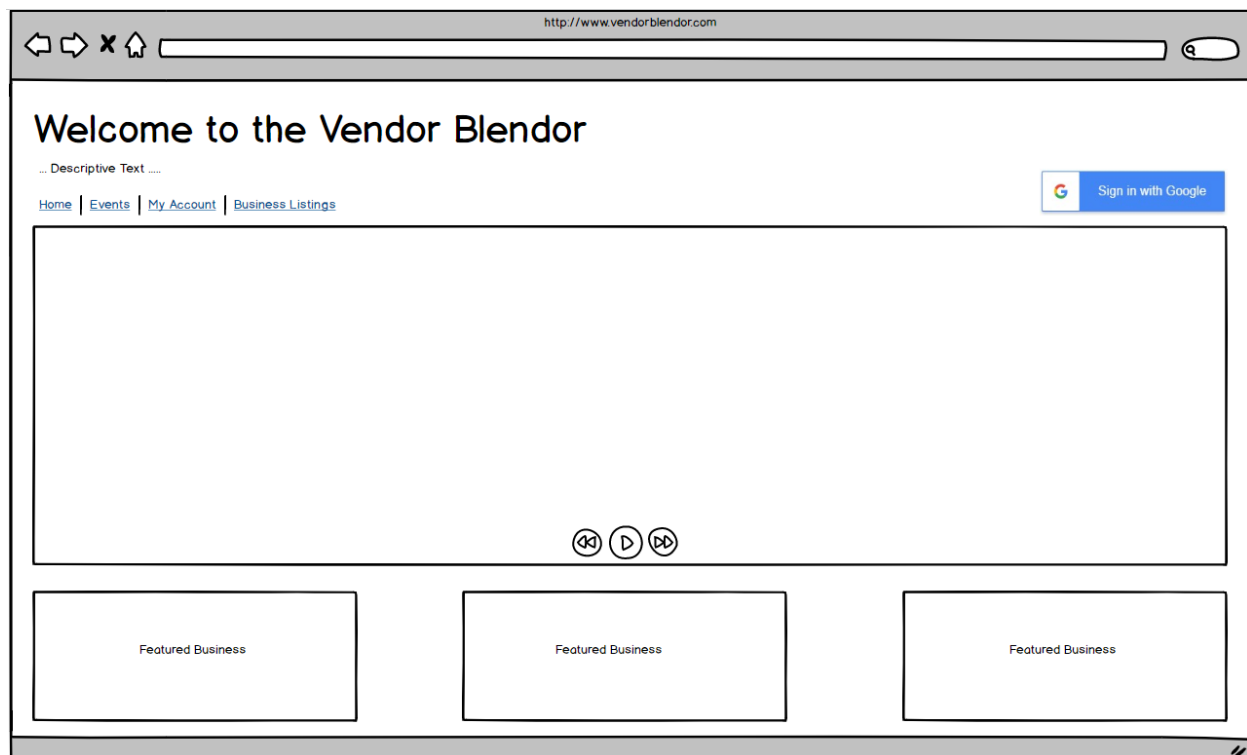 http://www.vendorblendor.com
Welcome to the Vendor Blendor
... Descriptive Text .....
Home | Events | My Account | Business Listings
G Sign in with Google
Featured Business
Featured Business
Featured Business